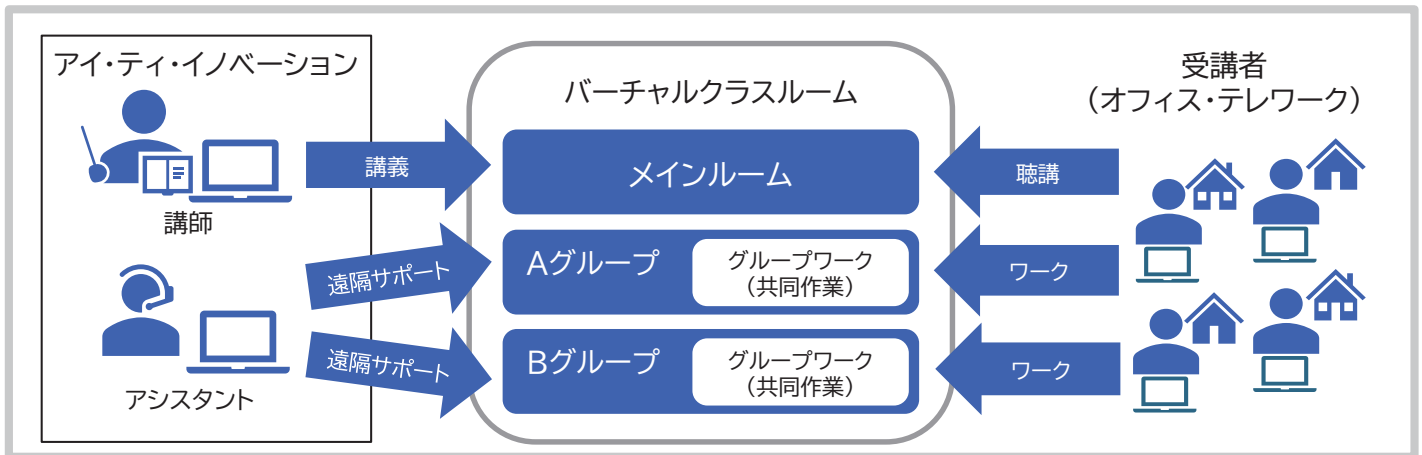 アイ・ティ・イノベーション
講師
アシスタント
講義
遠隔サポート
遠隔サポート
バーチャルクラスルーム
メインルーム
Aグループ
グループワーク
（共同作業）
Bグループ
グループワーク
（共同作業）
受講者
（オフィス・テレワーク）
聴講
ワーク
ワーク